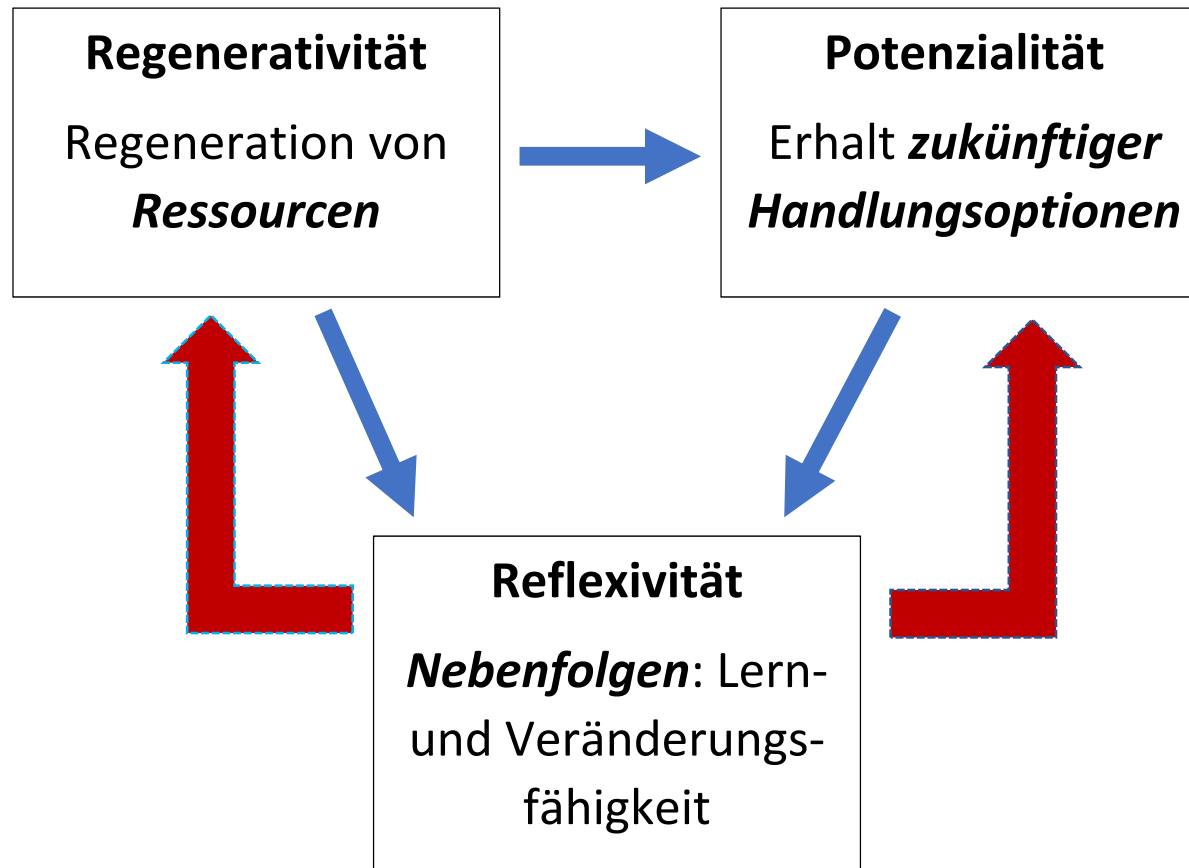 Regenerativität
Regeneration von
Ressourcen
Potenzialität
Erhalt zukünftiger
Handlungsoptionen
Reflexivität
Nebenfolgen: Lern-
und Veränderungs-
fähigkeit